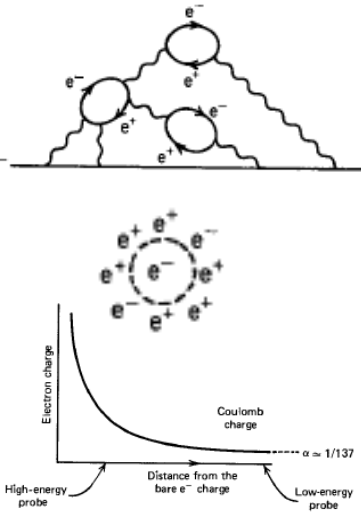 e⁻
e⁻
e⁺
e⁻
e⁺
e⁺
e⁺
e⁺
e⁻
e⁺
e⁻
e⁺
e⁻
e⁺
e⁺
Electron charge
Coulomb
charge
α ≃ 1/137
Distance from the
bare e⁻ charge
High-energy
probe
Low-energy
probe